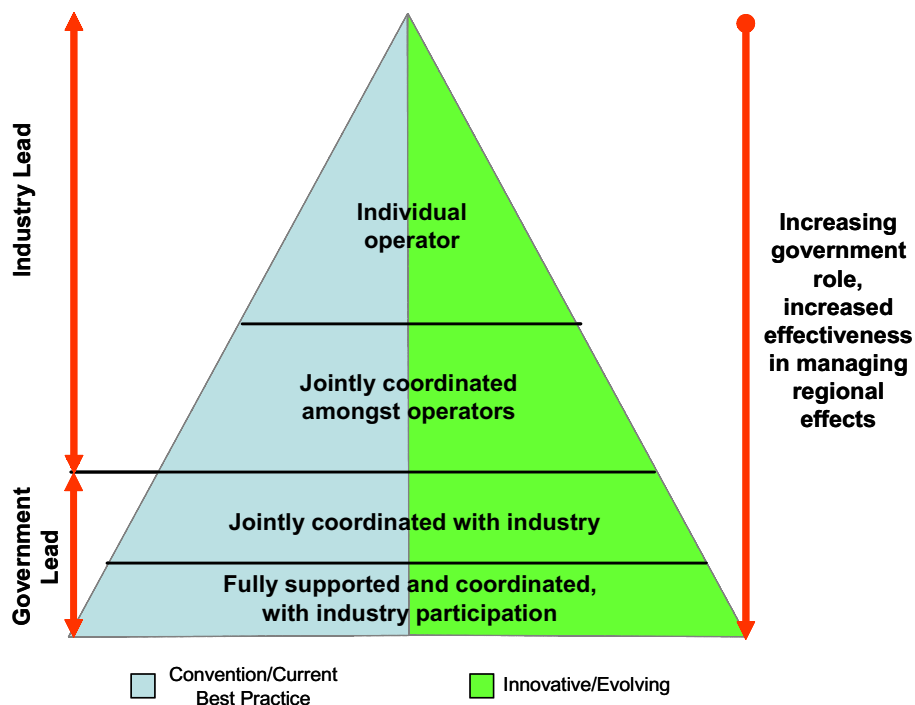 Industry Lead
Government
Lead
Individual
operator
Jointly coordinated
amongst operators
Jointly coordinated with industry
Fully supported and coordinated,
with industry participation
Increasing
government
role,
increased
effectiveness
in managing
regional
effects
Convention/Current
Best Practice
Innovative/Evolving